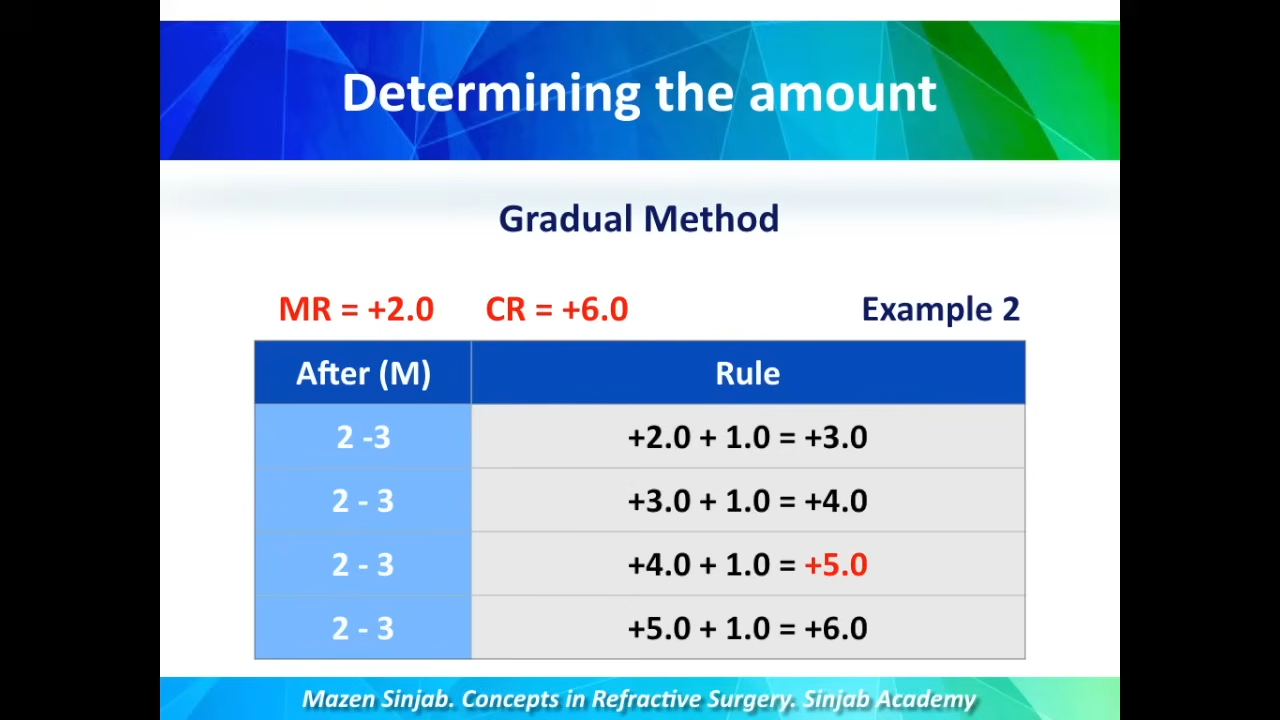 Determining the amount
Gradual Method
MR = +2.0 CR = +6.0 Example 2
After (M) Rule
2 -3 +2.0 + 1.0 = +3.0
2 - 3 +3.0 + 1.0 = +4.0
2 - 3 +4.0 + 1.0 = +5.0
2 - 3 +5.0 + 1.0 = +6.0
Mazen Sinjab. Concepts in Refractive Surgery. Sinjab Academy